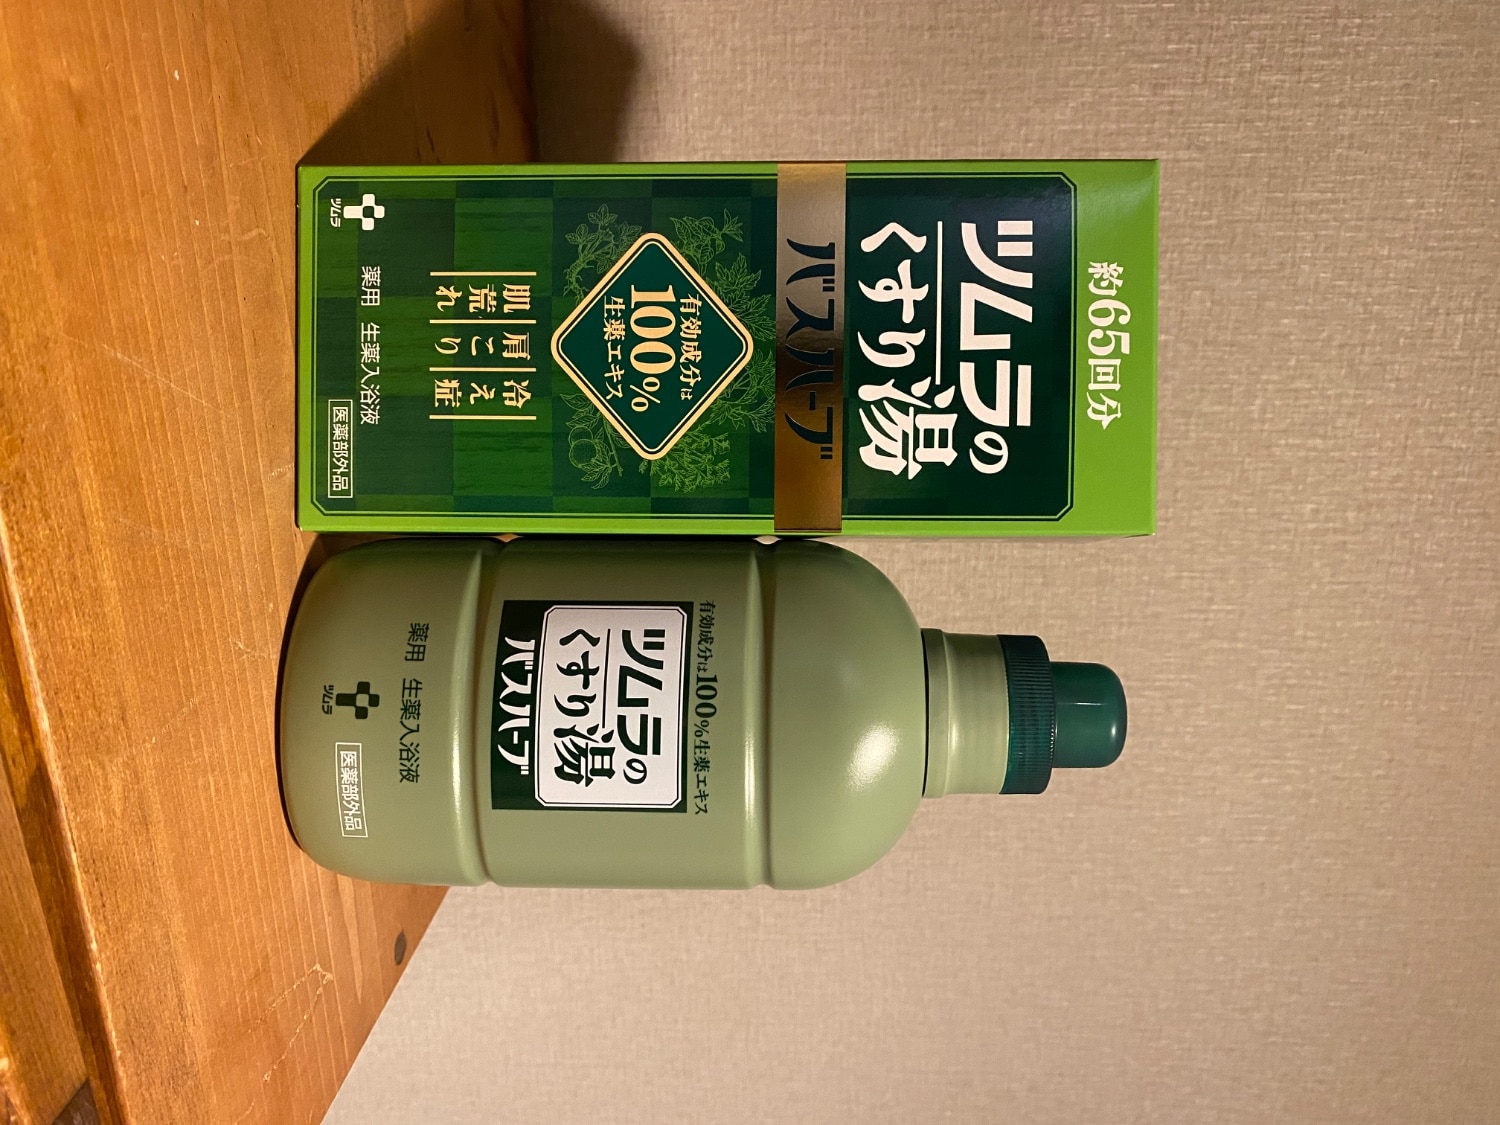 約65回分
ツムラの
くすり湯
バスハーブ
有効成分は
100%
生薬エキス
肌荒れ
肩こり
冷え症
薬用 生薬入浴液
ツムラ
医薬部外品
有効成分は100%生薬エキス
ツムラの
くすり湯
バスハーブ
薬用 生薬入浴液
ツムラ
医薬部外品